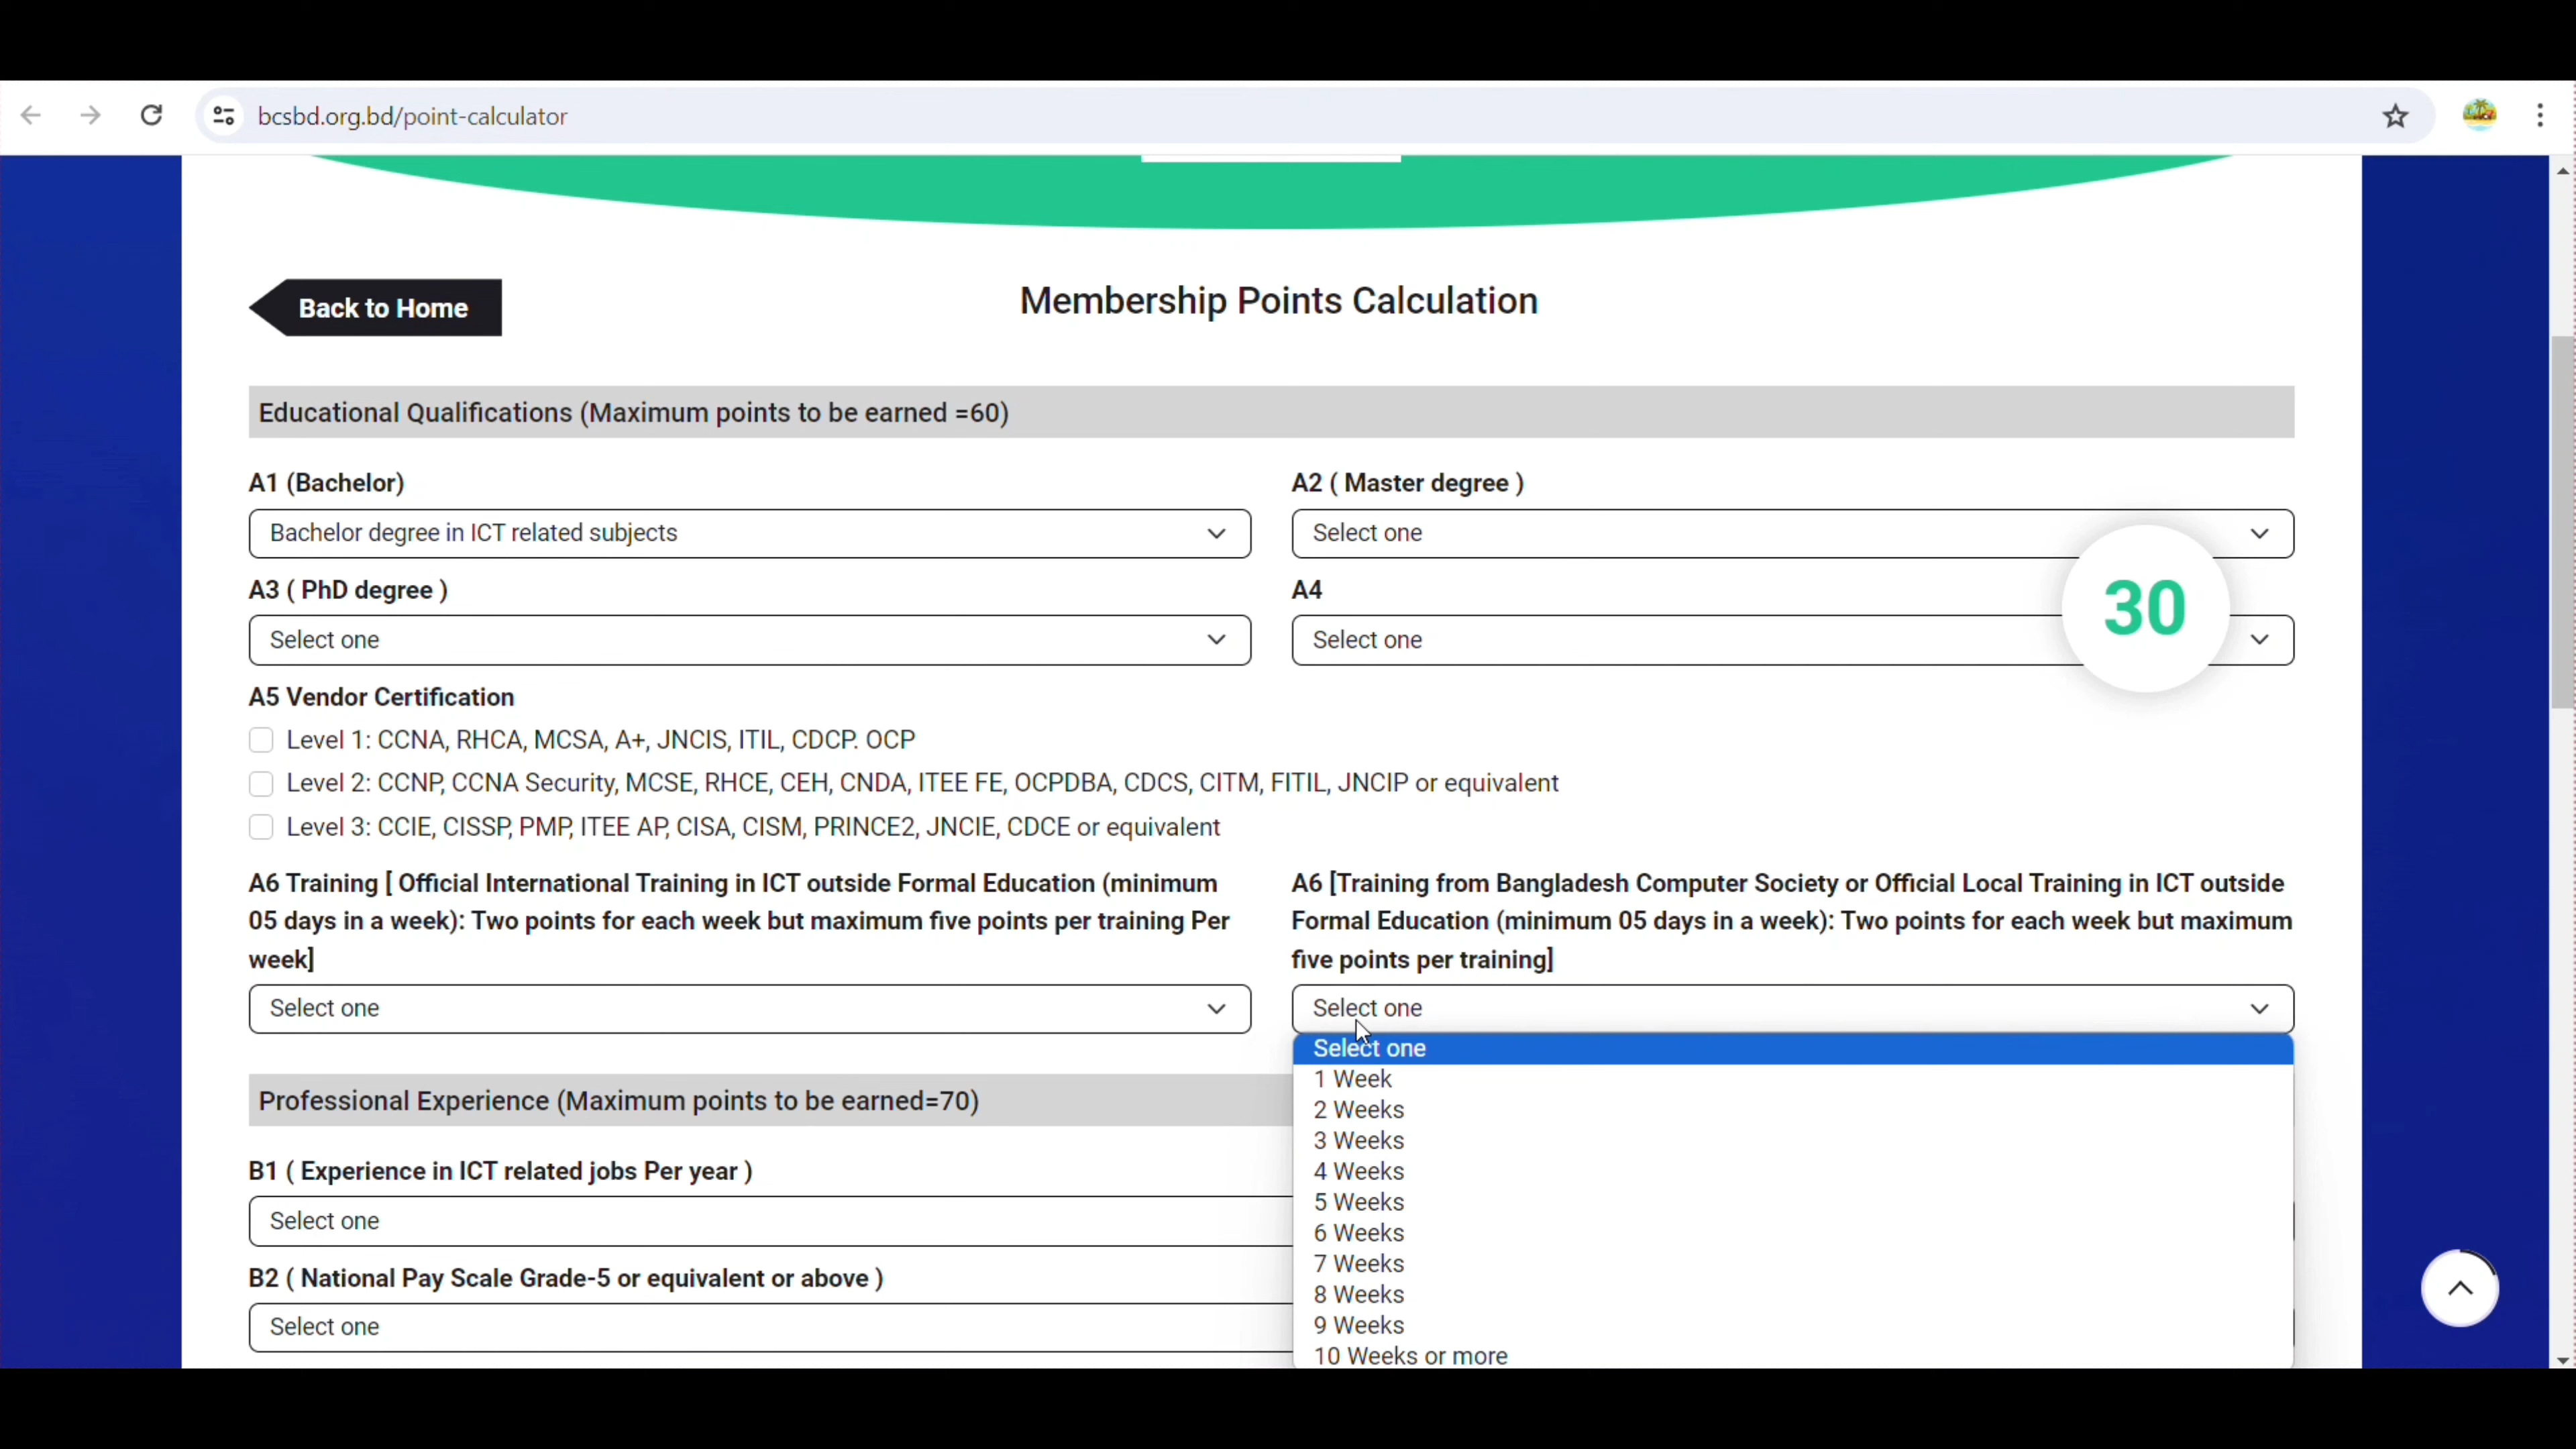 bcsbd.org.bd/point-calculator
Back to Home
Membership Points Calculation
Educational Qualifications (Maximum points to be earned =60)
A1 (Bachelor)
Bachelor degree in ICT related subjects
A2 ( Master degree )
Select one
A3 ( PhD degree )
Select one
A4
Select one
30
A5 Vendor Certification
Level 1: CCNA, RHCA, MCSA, A+, JNCIS, ITIL, CDCP. OCP
Level 2: CCNP, CCNA Security, MCSE, RHCE, CEH, CNDA, ITEE FE, OCPDBA, CDCS, CITM, FITIL, JNCIP or equivalent
Level 3: CCIE, CISSP, PMP, ITEE AP, CISA, CISM, PRINCE2, JNCIE, CDCE or equivalent
A6 Training [ Official International Training in ICT outside Formal Education (minimum
05 days in a week): Two points for each week but maximum five points per training Per
week]
Select one
A6 [Training from Bangladesh Computer Society or Official Local Training in ICT outside
Formal Education (minimum 05 days in a week): Two points for each week but maximum
five points per training]
Select one
Select one
1 Week
2 Weeks
3 Weeks
4 Weeks
5 Weeks
6 Weeks
7 Weeks
8 Weeks
9 Weeks
10 Weeks or more
Professional Experience (Maximum points to be earned=70)
B1 ( Experience in ICT related jobs Per year )
Select one
B2 ( National Pay Scale Grade-5 or equivalent or above )
Select one